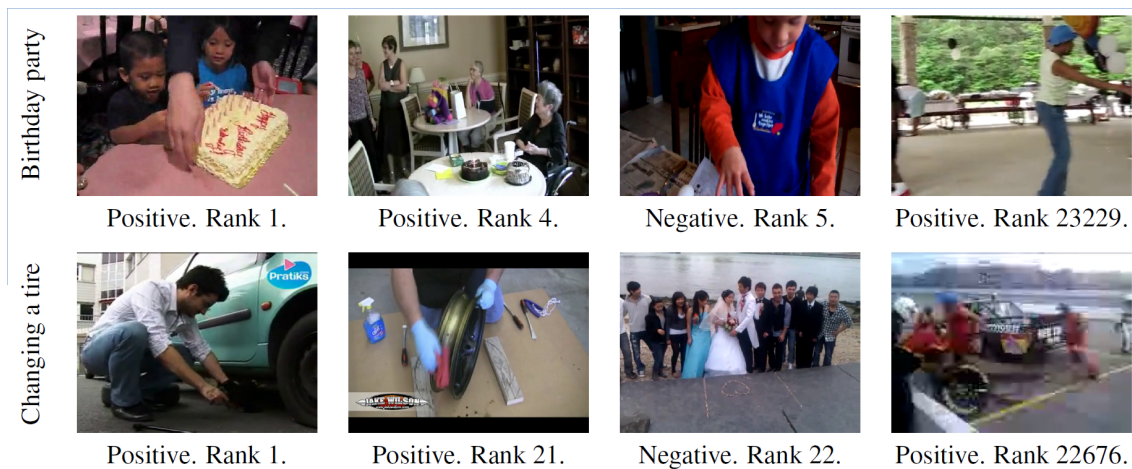 Birthday party
Positive. Rank 1.
Positive. Rank 4.
Negative. Rank 5.
Positive. Rank 23229.
Changing a tire
Pratiks
JAKE WILSON
Positive. Rank 1.
Positive. Rank 21.
Negative. Rank 22.
Positive. Rank 22676.